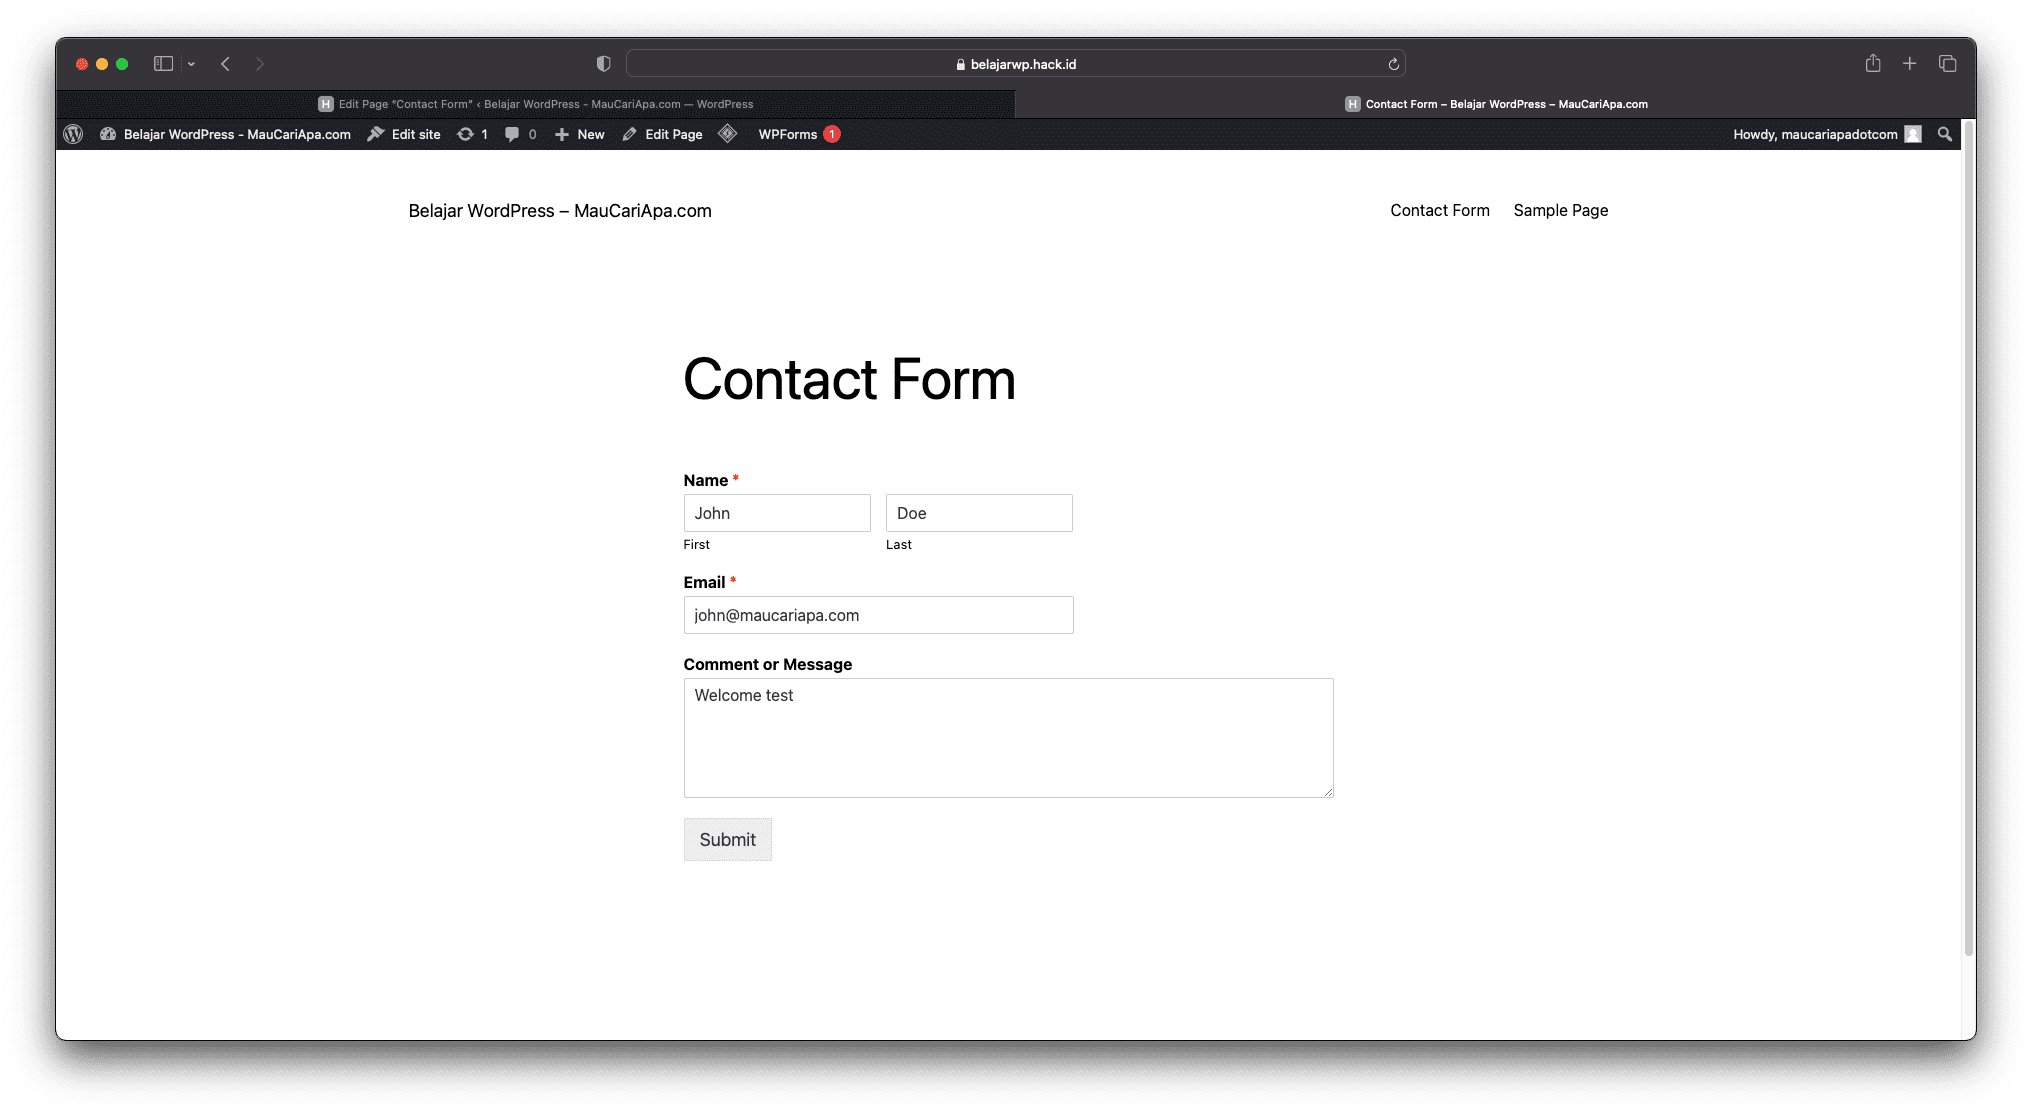 belajarwp.hack.id
H Edit Page “Contact Form” ‹ Belajar WordPress - MauCariApa.com — WordPress
H Contact Form – Belajar WordPress – MauCariApa.com
Belajar WordPress - MauCariApa.com Edit site 1 0 New Edit Page WPForms 1 Howdy, maucariapadotcom
Belajar WordPress – MauCariApa.com Contact Form Sample Page
Contact Form
Name *
John Doe
First Last
Email *
john@maucariapa.com
Comment or Message
Welcome test
Submit